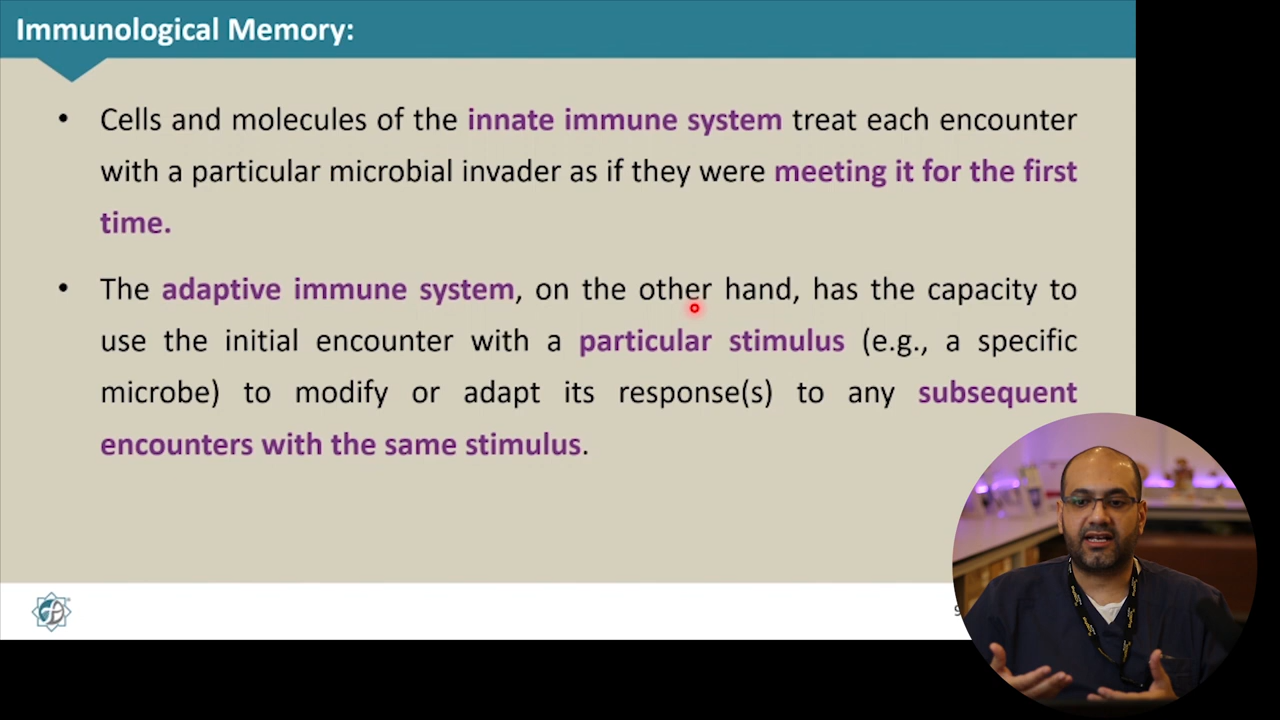 Immunological Memory:
• Cells and molecules of the innate immune system treat each encounter
with a particular microbial invader as if they were meeting it for the first
time.
• The adaptive immune system, on the other hand, has the capacity to
use the initial encounter with a particular stimulus (e.g., a specific
microbe) to modify or adapt its response(s) to any subsequent
encounters with the same stimulus.